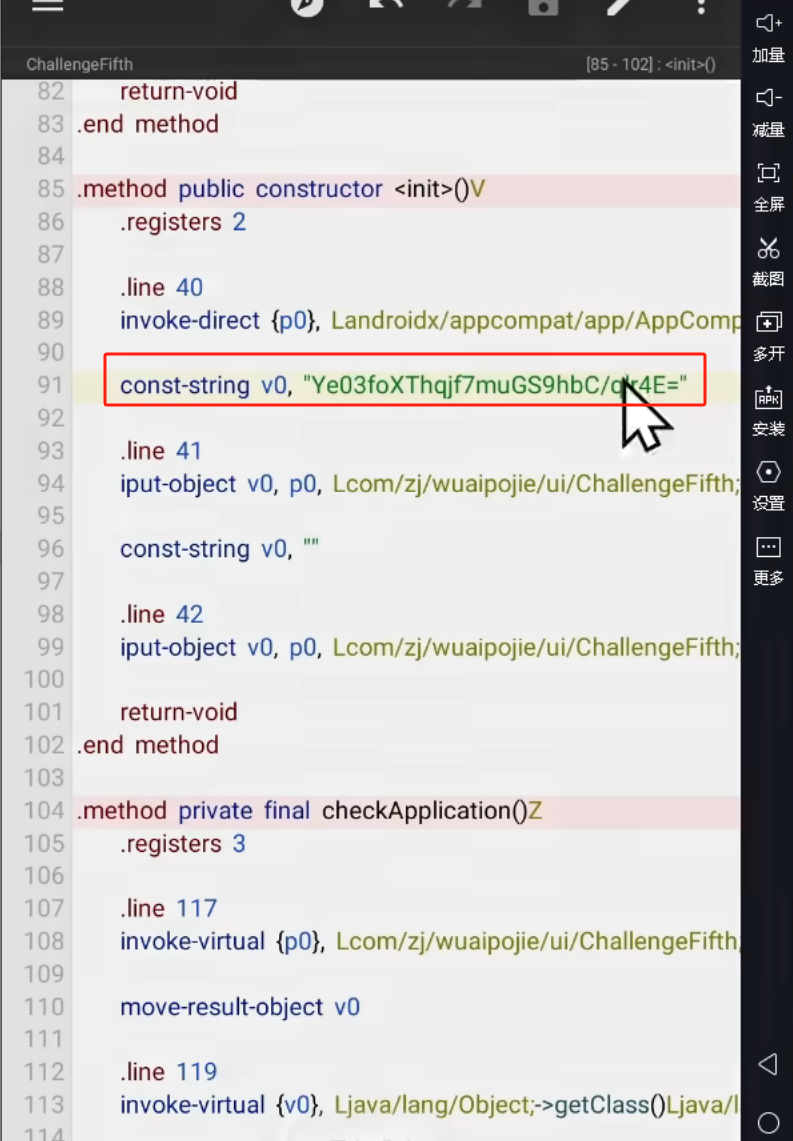 ChallengeFifth
[85 - 102] : <init>()
82 return-void
83 .end method
84
85 .method public constructor <init>()V
86 .registers 2
87
88 .line 40
89 invoke-direct {p0}, Landroidx/appcompat/app/AppComp
90
91 const-string v0, "Ye03foXThqjf7muGS9hbC/qlr4E="
92
93 .line 41
94 iput-object v0, p0, Lcom/zj/wuaipojie/ui/ChallengeFifth;
95
96 const-string v0, ""
97
98 .line 42
99 iput-object v0, p0, Lcom/zj/wuaipojie/ui/ChallengeFifth;
100
101 return-void
102 .end method
103
104 .method private final checkApplication()Z
105 .registers 3
106
107 .line 117
108 invoke-virtual {p0}, Lcom/zj/wuaipojie/ui/ChallengeFifth;
109
110 move-result-object v0
111
112 .line 119
113 invoke-virtual {v0}, Ljava/lang/Object;->getClass()Ljava/l
114
加量
减量
全屏
截图
多开
APK
安装
设置
更多